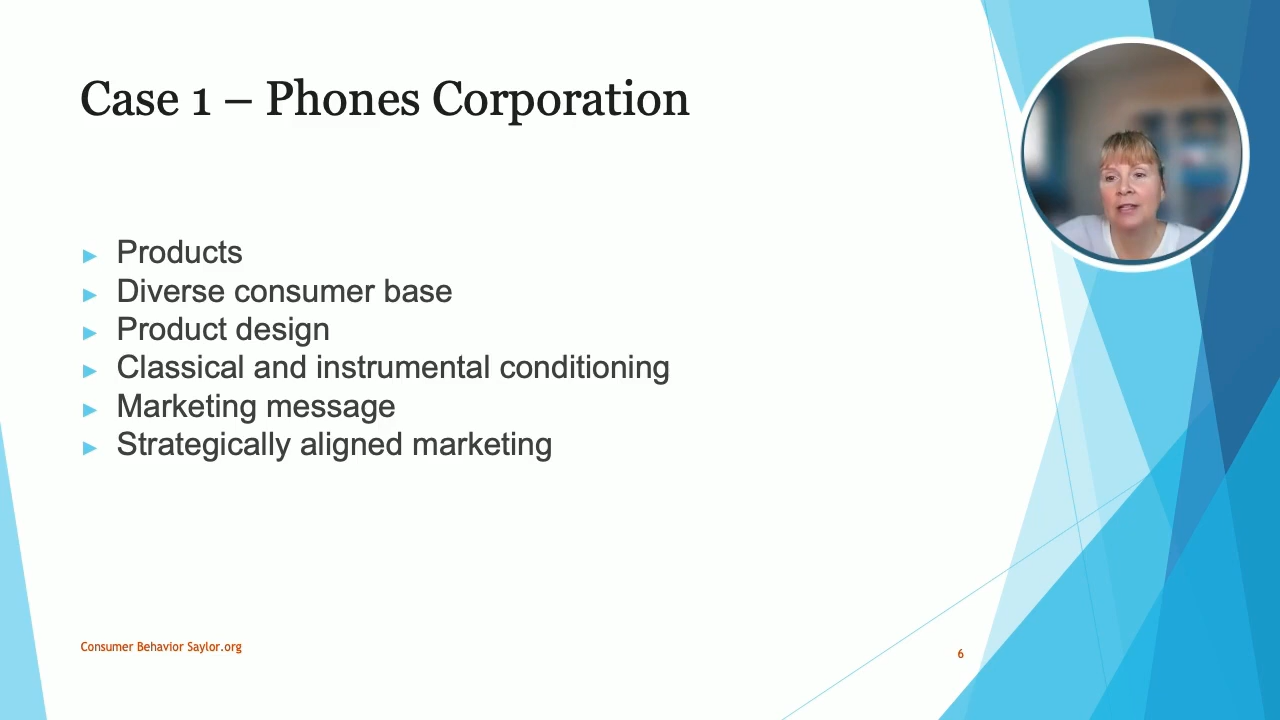 Case 1 – Phones Corporation
Products
Diverse consumer base
Product design
Classical and instrumental conditioning
Marketing message
Strategically aligned marketing
Consumer Behavior Saylor.org
6